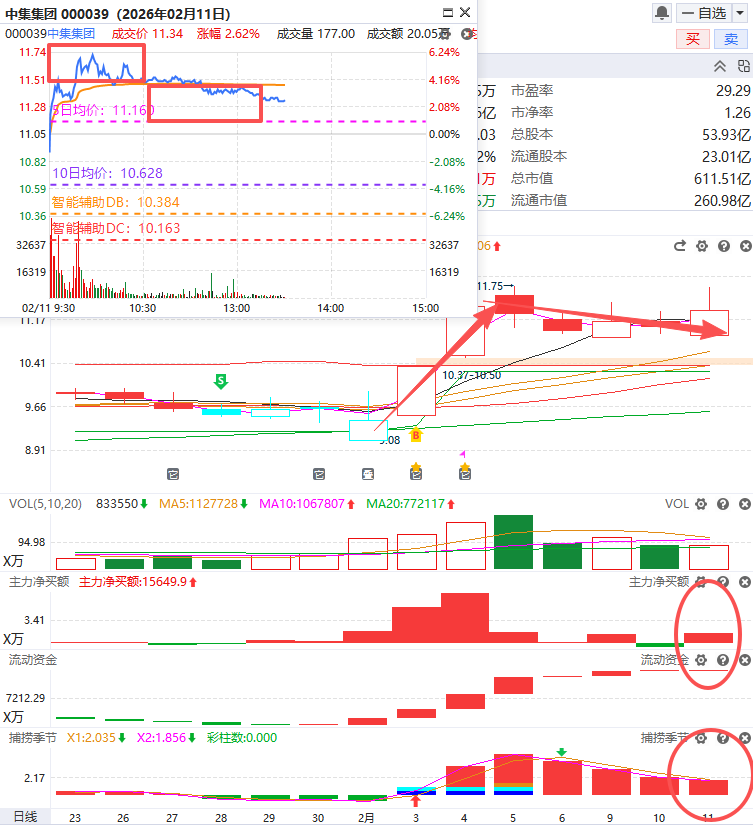 中集集团 000039（2026年02月11日）
000039中集集团 成交价 11.34 涨幅 2.62% 成交量 177.00 成交额 20.05万
自选
买 卖
11.74 6.24%
11.51 4.16%
11.28 2.08%
5日均价：11.160
11.05 0.00%
10.82 -2.08%
10日均价：10.628
10.59 -4.16%
智能辅助DB：10.384
10.36 -6.24%
智能辅助DC：10.163
32637 32637
16319 16319
02/11 9:30 10:30 13:00 14:00 15:00
市盈率 29.29
市净率 1.26
.03 总股本 53.93亿
2% 流通股本 23.01亿
总市值 611.51亿
流通市值 260.98亿
06
11.75
11.17
10.41
10.37-10.50
9.66
S
9.08
B
8.91
VOL(5,10,20) 833550 MA5:1127728 MA10:1067807 MA20:772117 VOL
94.98
X万
主力净买额 主力净买额:15649.9 主力净买额
3.41
X万
流动资金 流动资金
7212.29
X万
捕捞季节 X1:2.035 X2:1.856 彩柱数:0.000 捕捞季节
2.17
日线 23 26 27 28 29 30 2月 3 4 5 6 9 10 11